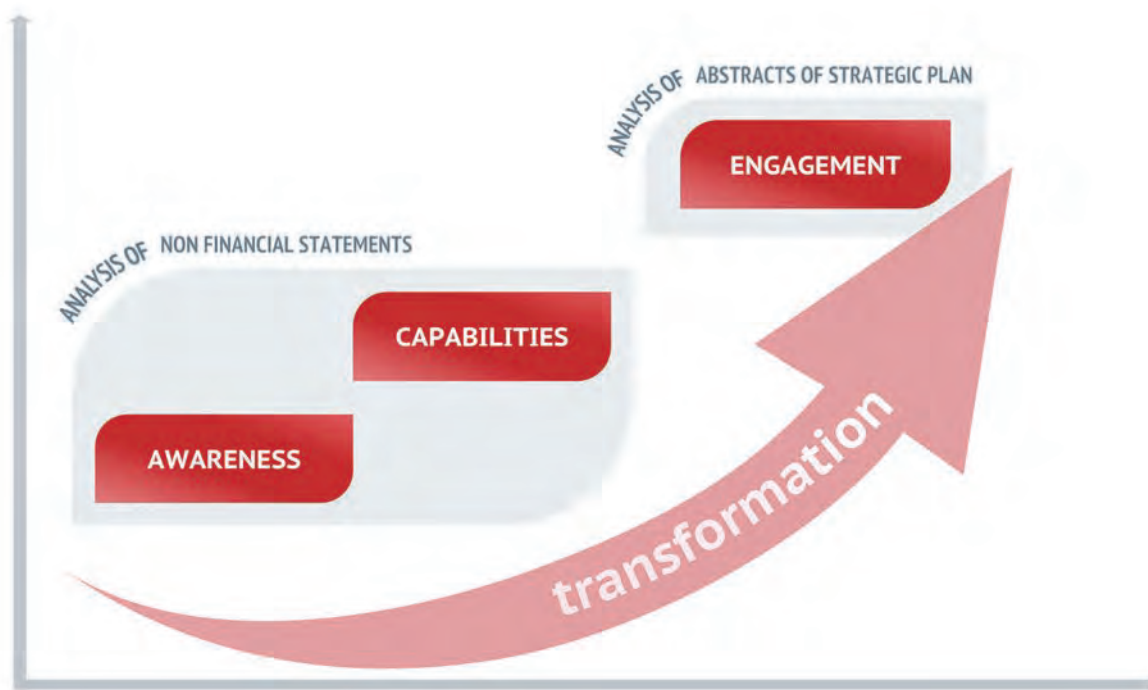 ANALYSIS OF ABSTRACTS OF STRATEGIC PLAN
ENGAGEMENT
ANALYSIS OF NON FINANCIAL STATEMENTS
CAPABILITIES
AWARENESS
transformation